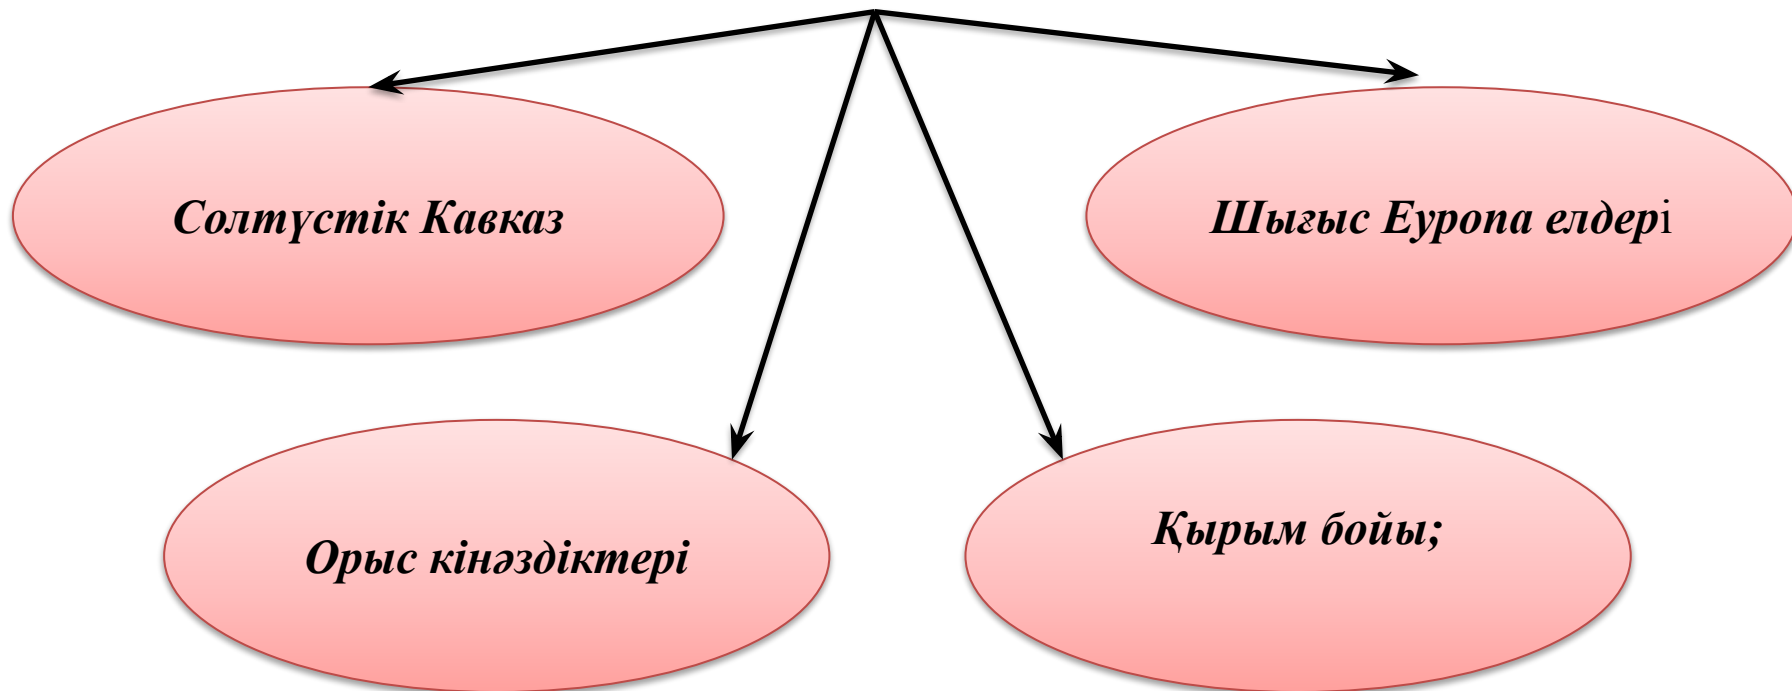 Солтүстік Кавказ
Шығыс Еуропа елдері
Орыс кінәздіктері
Қырым бойы;